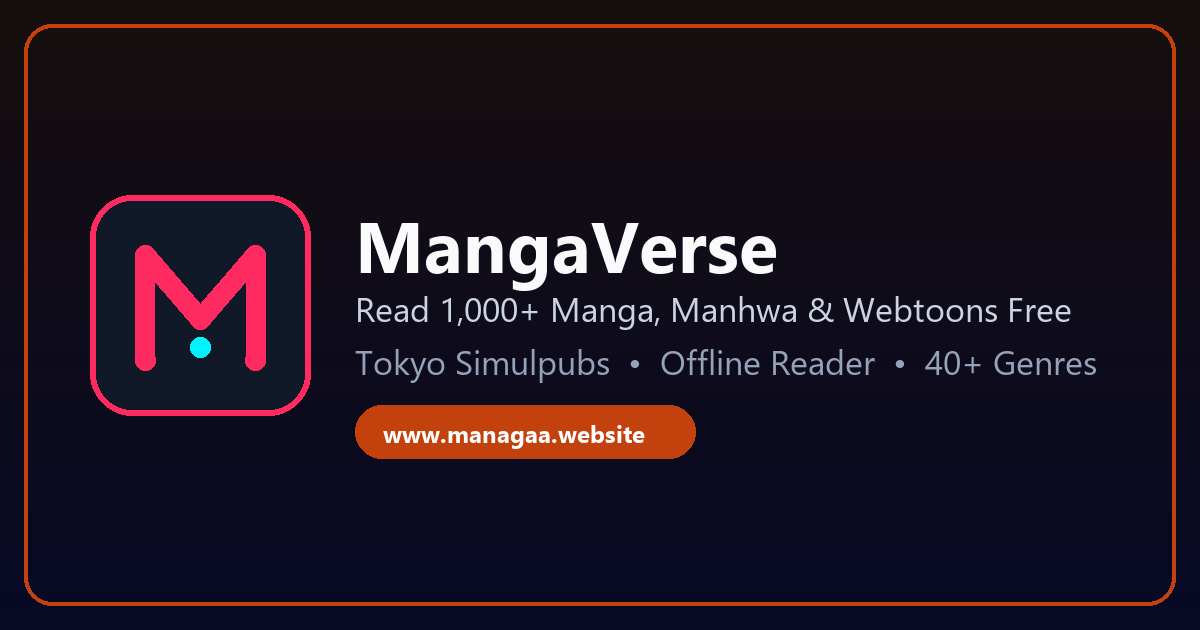 MangaVerse
Read 1,000+ Manga, Manhwa & Webtoons Free
Tokyo Simulpubs • Offline Reader • 40+ Genres
www.managaa.website